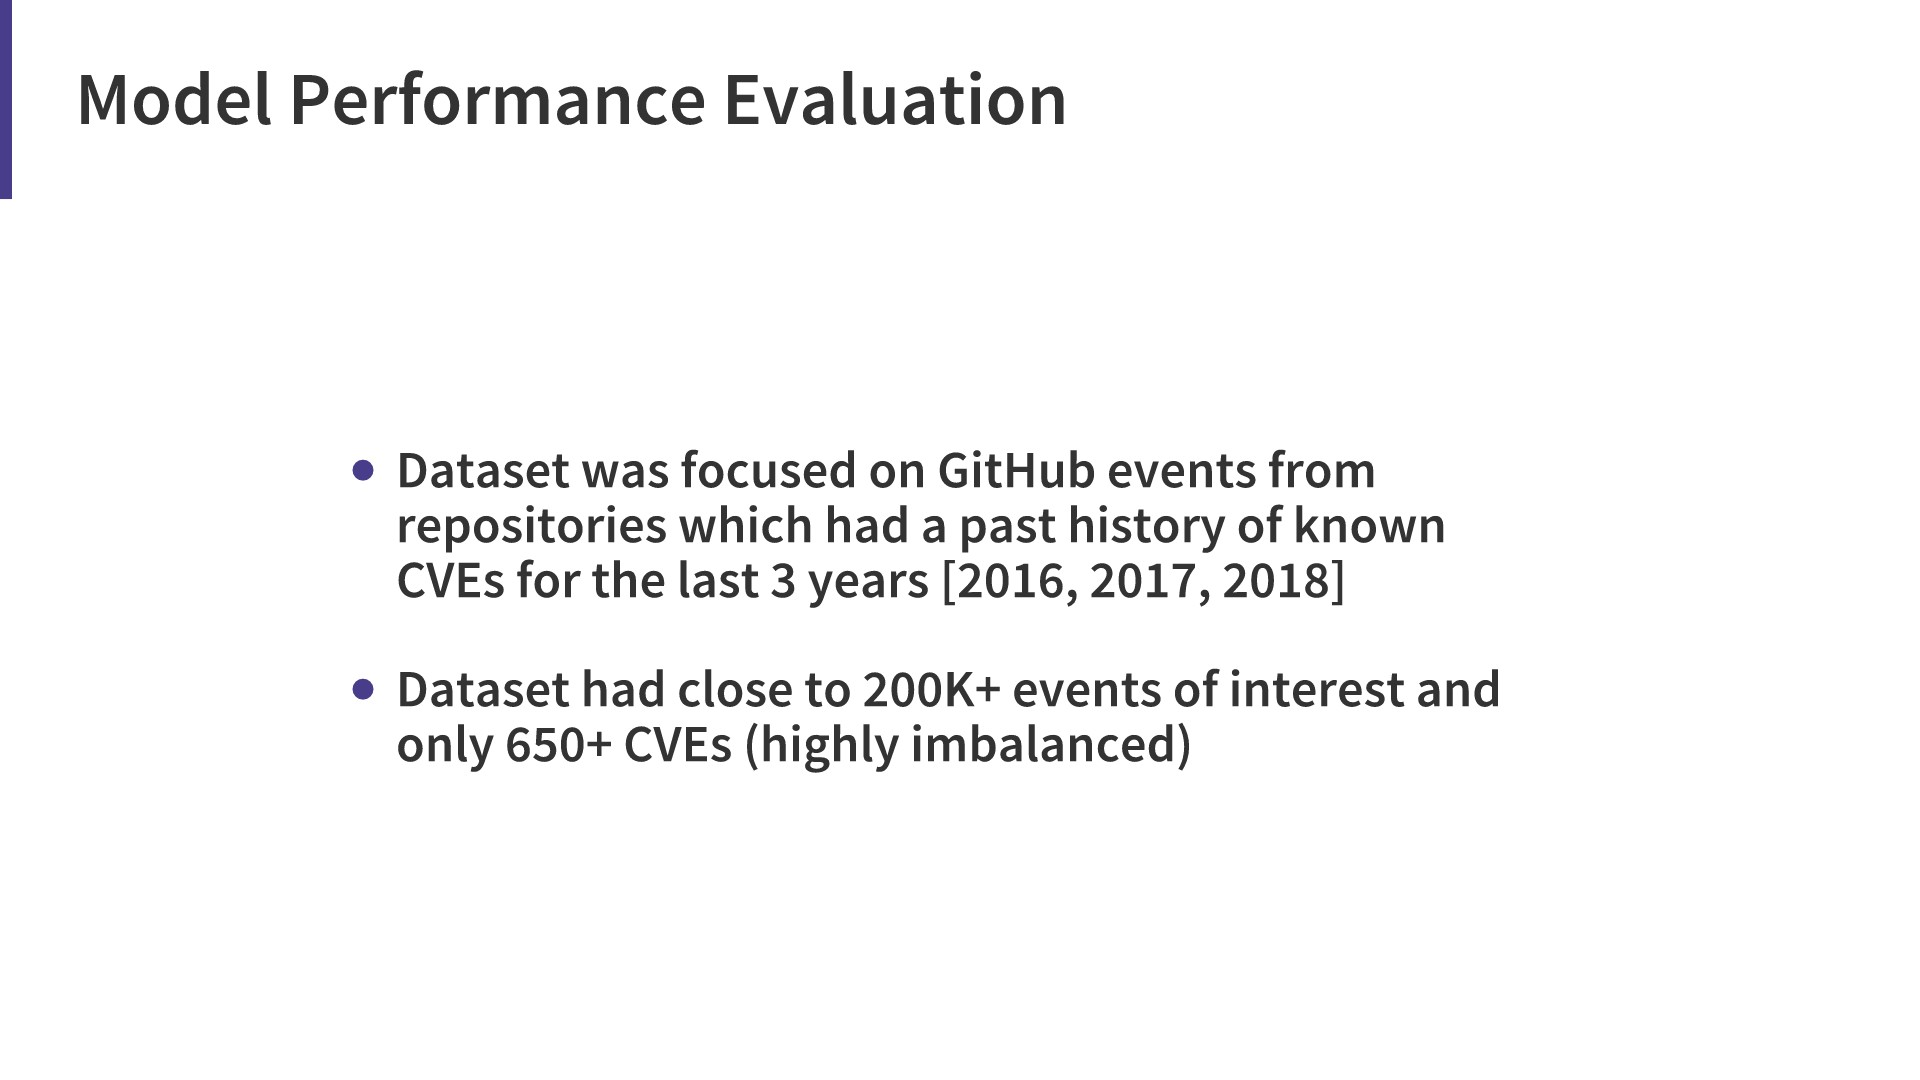 Model Performance Evaluation
Dataset was focused on GitHub events from
repositories which had a past history of known
CVEs for the last 3 years [2016, 2017, 2018]
Dataset had close to 200K+ events of interest and
only 650+ CVEs (highly imbalanced)